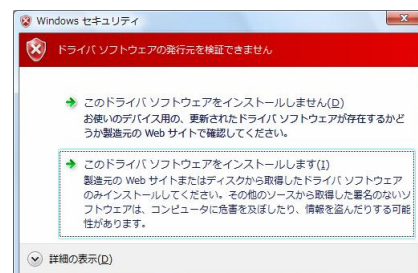 Windows セキュリティ
ドライバ ソフトウェアの発行元を検証できません
このドライバ ソフトウェアをインストールしません(D)
お使いのデバイス用の、更新されたドライバ ソフトウェアが存在するかど
うか製造元の Web サイトで確認してください。
このドライバ ソフトウェアをインストールします(I)
製造元の Web サイトまたはディスクから取得したドライバ ソフトウェア
のみインストールしてください。その他のソースから取得した署名のないソ
フトウェアは、コンピュータに危害を及ぼしたり、情報を盗んだりする可能
性があります。
詳細の表示(D)